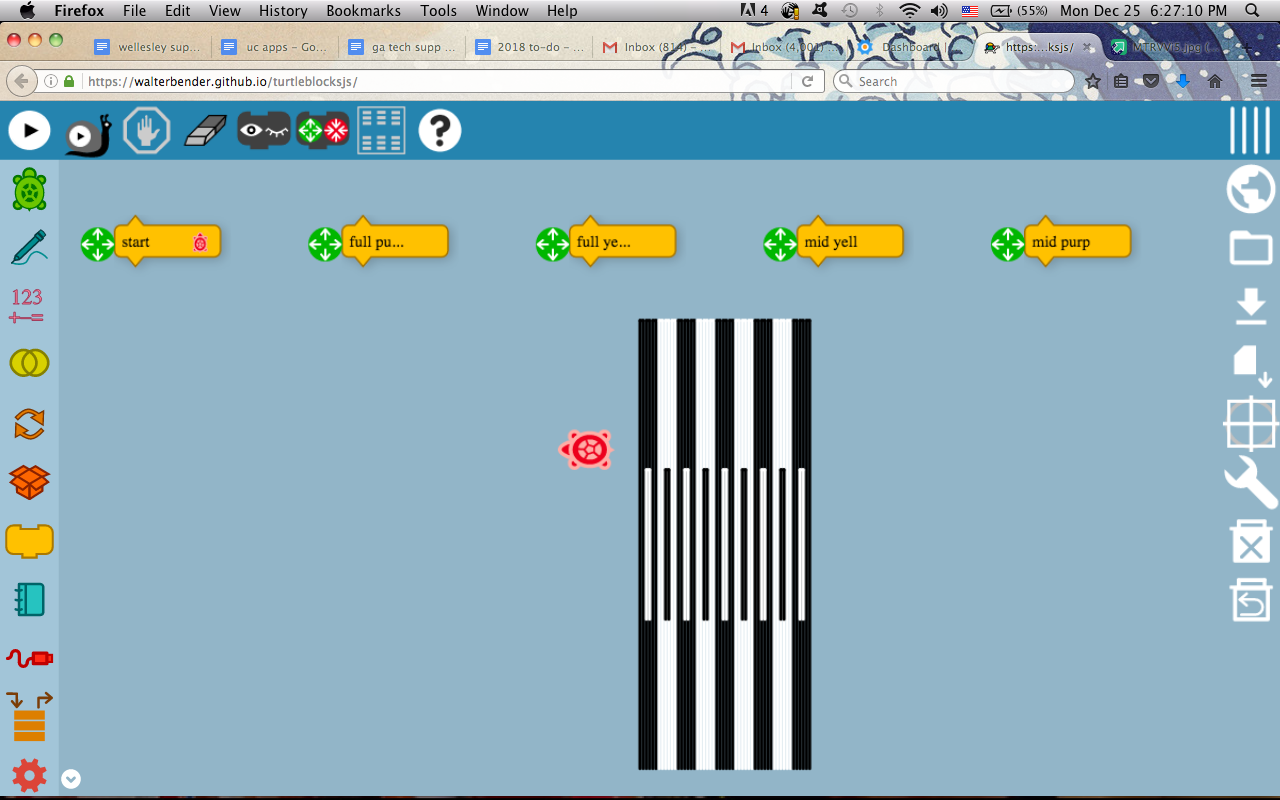 Firefox File Edit View History Bookmarks Tools Window Help 4 (55%) Mon Dec 25 6:27:10 PM
wellesley sup... uc apps – Go... ga tech supp ... 2018 to-do – ... Inbox (814) – ... Inbox (4,001) ... Dashboard | https:...ksjs/ MTRVVIS.jpg (...
https://walterbender.github.io/turtleblocksjs/ Search
?
start full pu... full ye... mid yell mid purp
123